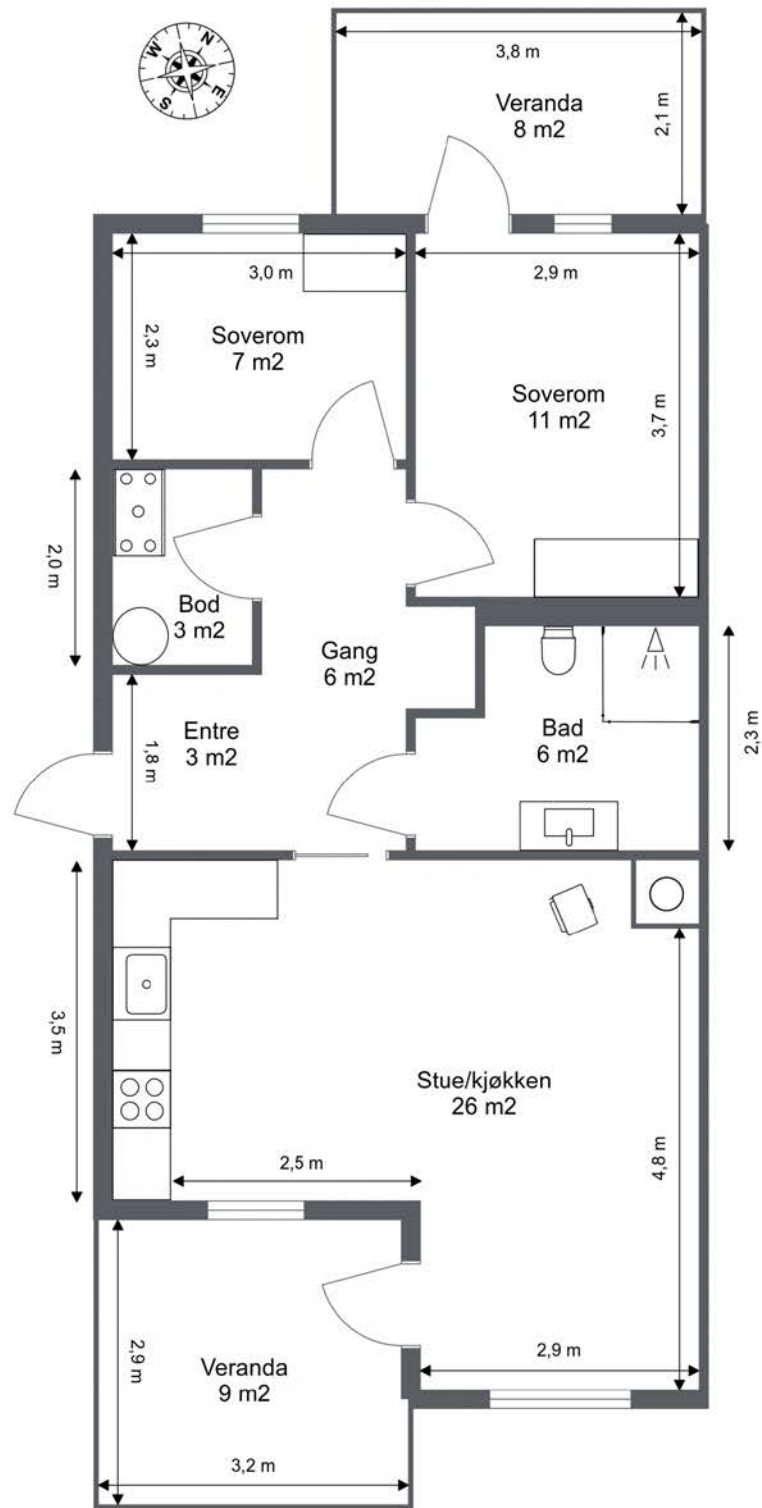 N
W
E
S
3,8 m
Veranda
8 m2
2,1 m
3,0 m
2,9 m
2,3 m
Soverom
7 m2
Soverom
11 m2
3,7 m
2,0 m
Bod
3 m2
Gang
6 m2
Entre
3 m2
1,8 m
Bad
6 m2
2,3 m
3,5 m
Stue/kjøkken
26 m2
2,5 m
4,8 m
2,9 m
Veranda
9 m2
2,9 m
3,2 m